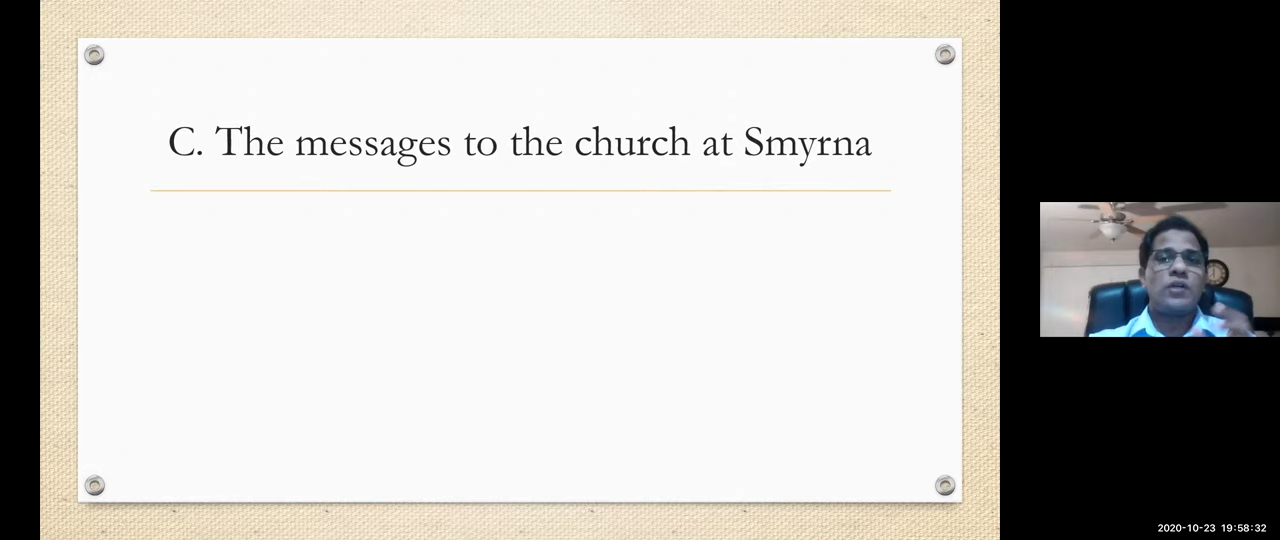 C. The messages to the church at Smyrna
2020-10-23 19:58:32